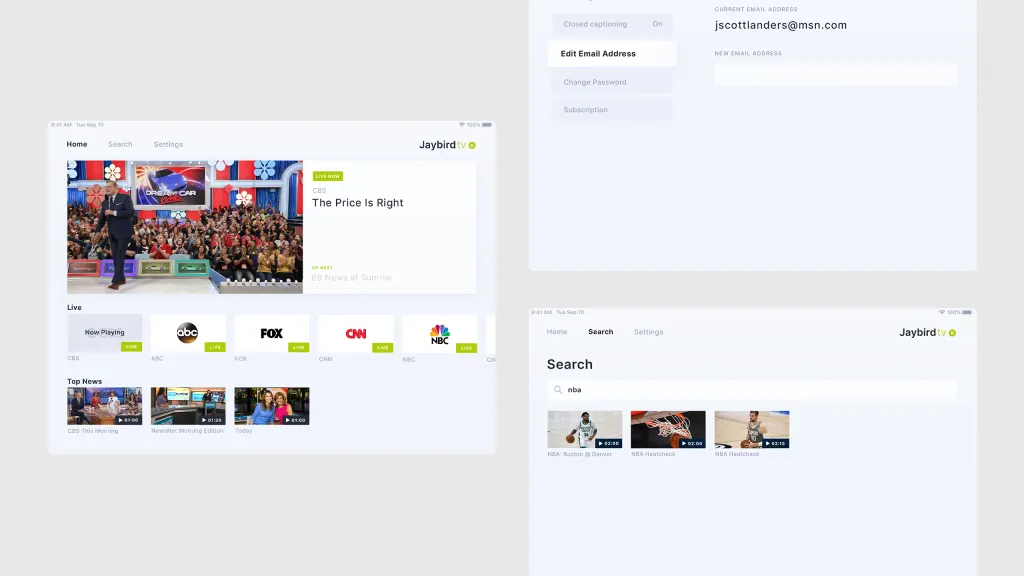 9:41 AM Tue Sep 10
100%
Home Search Settings
Jaybird tv
DREAM CAR
LIVE NOW
CBS
The Price Is Right
UP NEXT
69 News at Sunrise
Live
Now Playing
LIVE
CBS
abc
LIVE
ABC
FOX
LIVE
FOX
CNN
LIVE
CNN
NBC
LIVE
NBC
CN
Top News
01:00
CBS This Morning
01:20
NewsNet Morning Edition
01:00
Today
Closed captioning On
Edit Email Address
Change Password
Subscription
CURRENT EMAIL ADDRESS
jscottlanders@msn.com
NEW EMAIL ADDRESS
9:41 AM Tue Sep 10
100%
Home Search Settings
Jaybird tv
Search
nba
02:00
NBA: Boston @ Denver
02:00
NBA Heatcheck
02:15
NBA Heatcheck